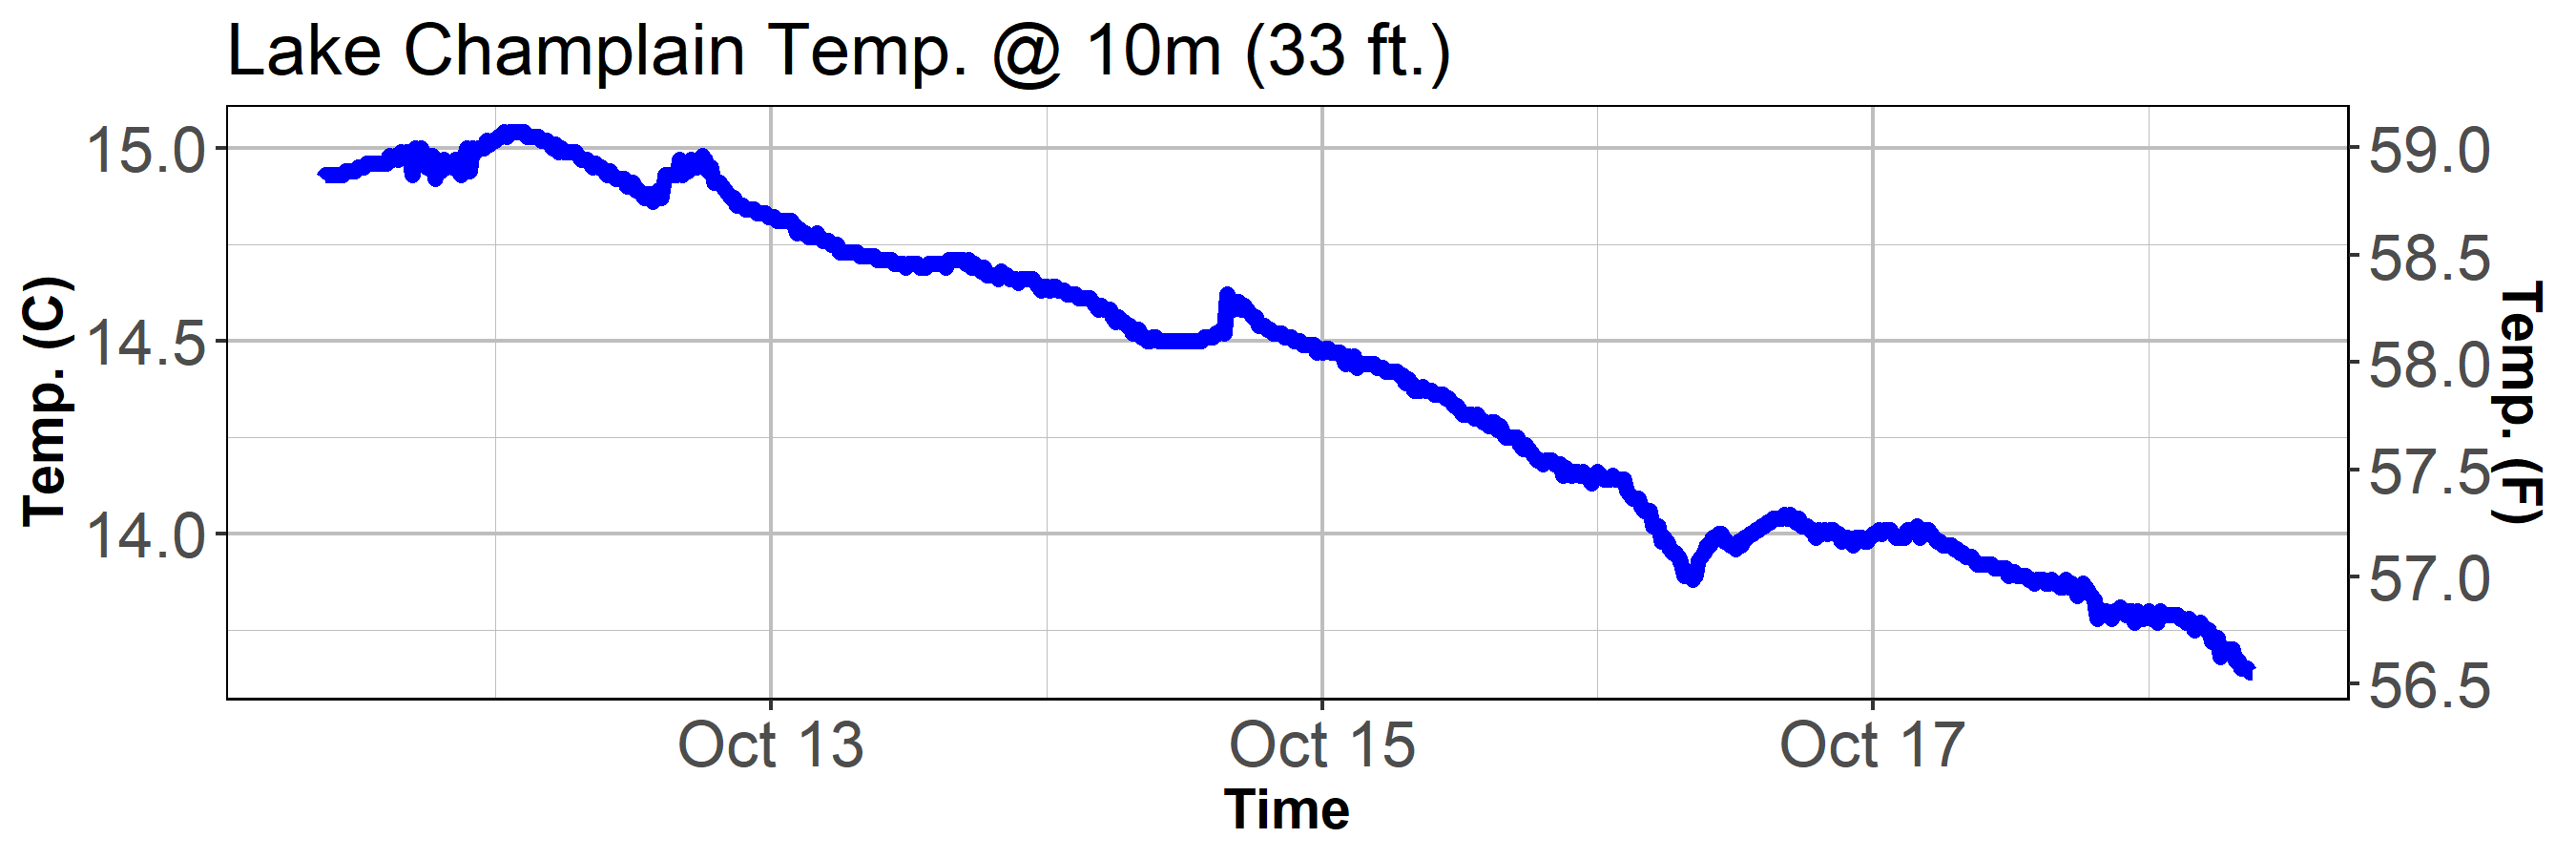 Lake Champlain Temp. @ 10m (33 ft.)
Temp. (C)
15.0
14.5
14.0
59.0
58.5
58.0
57.5
57.0
56.5
Temp. (F)
Oct 13 Oct 15 Oct 17
Time